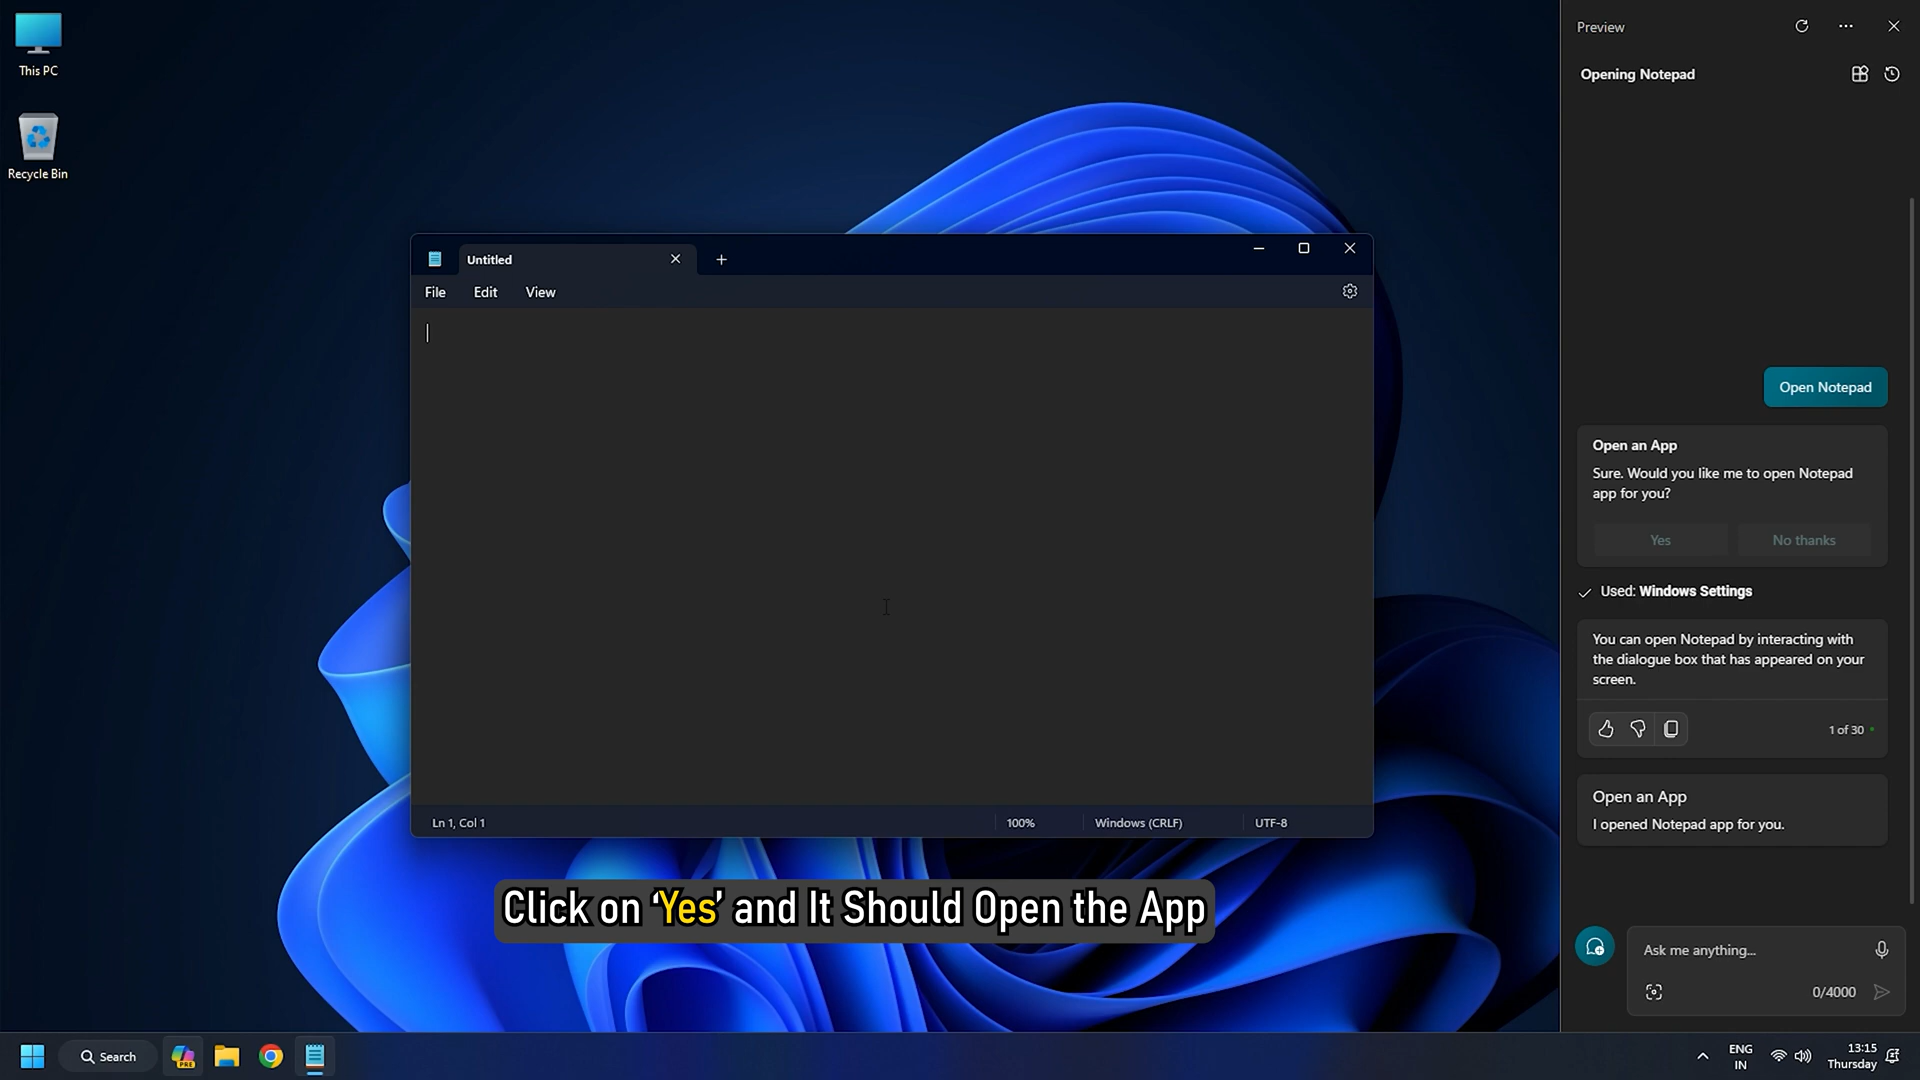 This PC
Recycle Bin
Untitled
File Edit View
Ln 1, Col 1 100% Windows (CRLF) UTF-8
Click on ‘Yes’ and It Should Open the App
Preview
Opening Notepad
Open Notepad
Open an App
Sure. Would you like me to open Notepad
app for you?
Yes No thanks
Used: Windows Settings
You can open Notepad by interacting with
the dialogue box that has appeared on your
screen.
1 of 30
Open an App
I opened Notepad app for you.
Ask me anything...
0/4000
Search
PRE
ENG
IN
13:15
Thursday